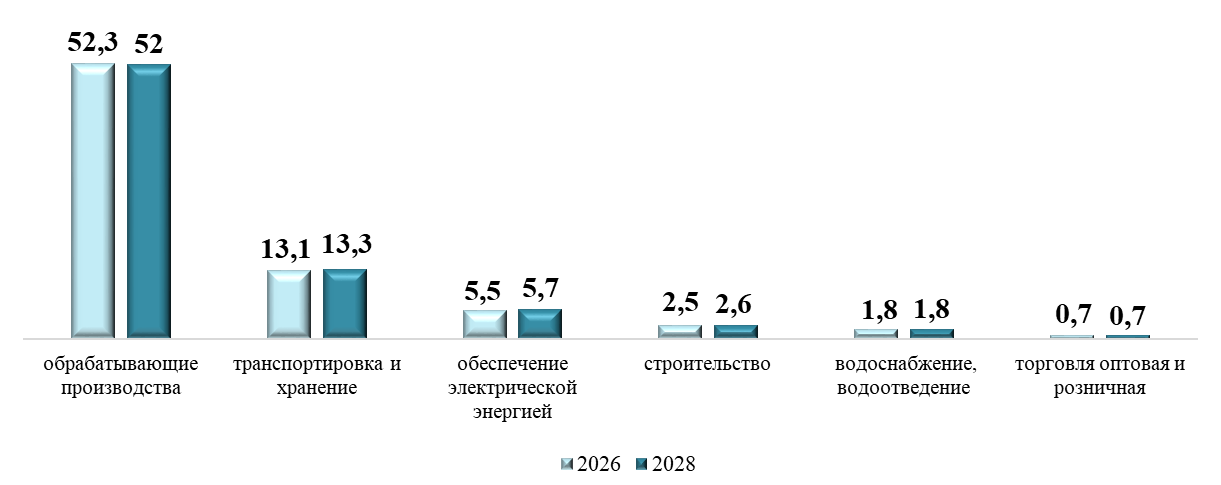 52,3 52
13,1 13,3
5,5 5,7
2,5 2,6
1,8 1,8
0,7 0,7
обрабатывающие
производства
транспортировка и
хранение
обеспечение
электрической
энергией
строительство
водоснабжение,
водоотведение
торговля оптовая и
розничная
2026 2028